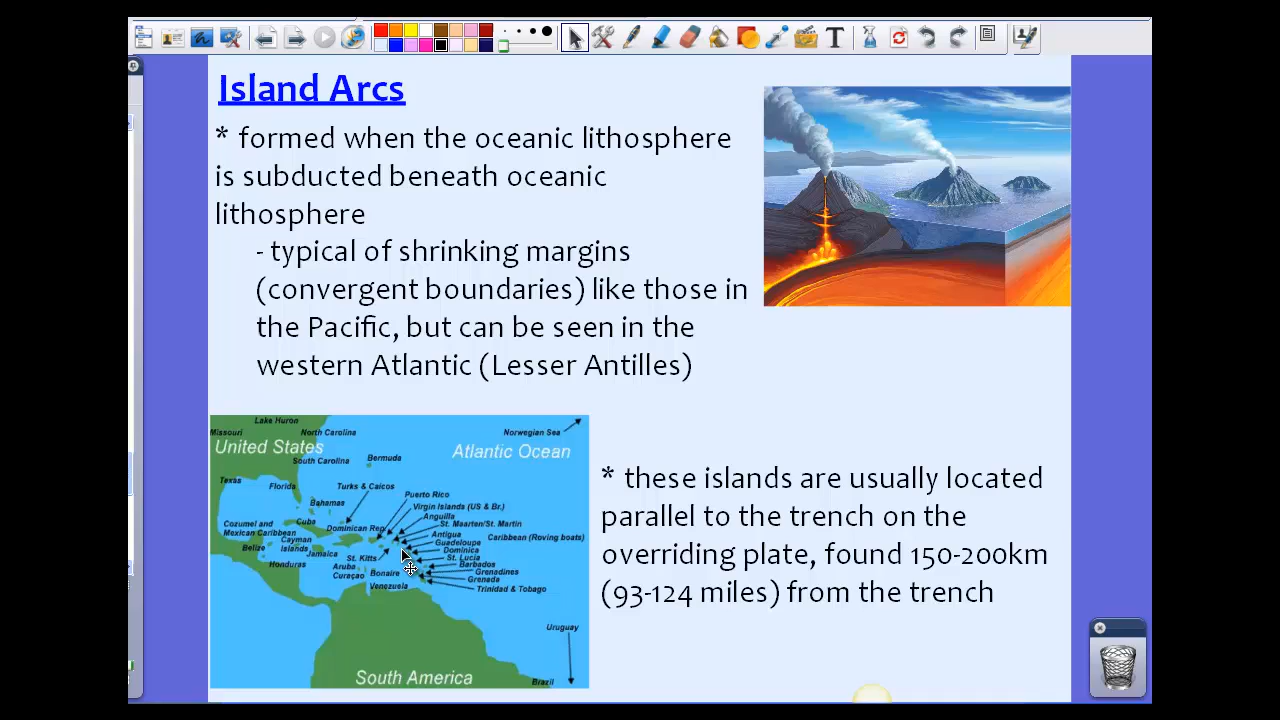 Island Arcs
* formed when the oceanic lithosphere
is subducted beneath oceanic
lithosphere
- typical of shrinking margins
(convergent boundaries) like those in
the Pacific, but can be seen in the
western Atlantic (Lesser Antilles)
* these islands are usually located
parallel to the trench on the
overriding plate, found 150-200km
(93-124 miles) from the trench
Lake Huron
Missouri
North Carolina
Norwegian Sea
United States
Atlantic Ocean
South Carolina
Bermuda
Texas
Florida
Turks & Caicos
Puerto Rico
Bahamas
Virgin Islands (US & Br.)
Anguilla
Cuba
St. Maarten/St. Martin
Cozumel and
Mexican Caribbean
Dominican Rep.
Antigua
Caribbean (Roving boats)
Cayman
Islands
Guadeloupe
Belize
Jamaica
Dominica
St. Kitts
St. Lucia
Honduras
Aruba
Barbados
Curaçao
Bonaire
Grenadines
Grenada
Venezuela
Trinidad & Tobago
Uruguay
South America
Brazil
T